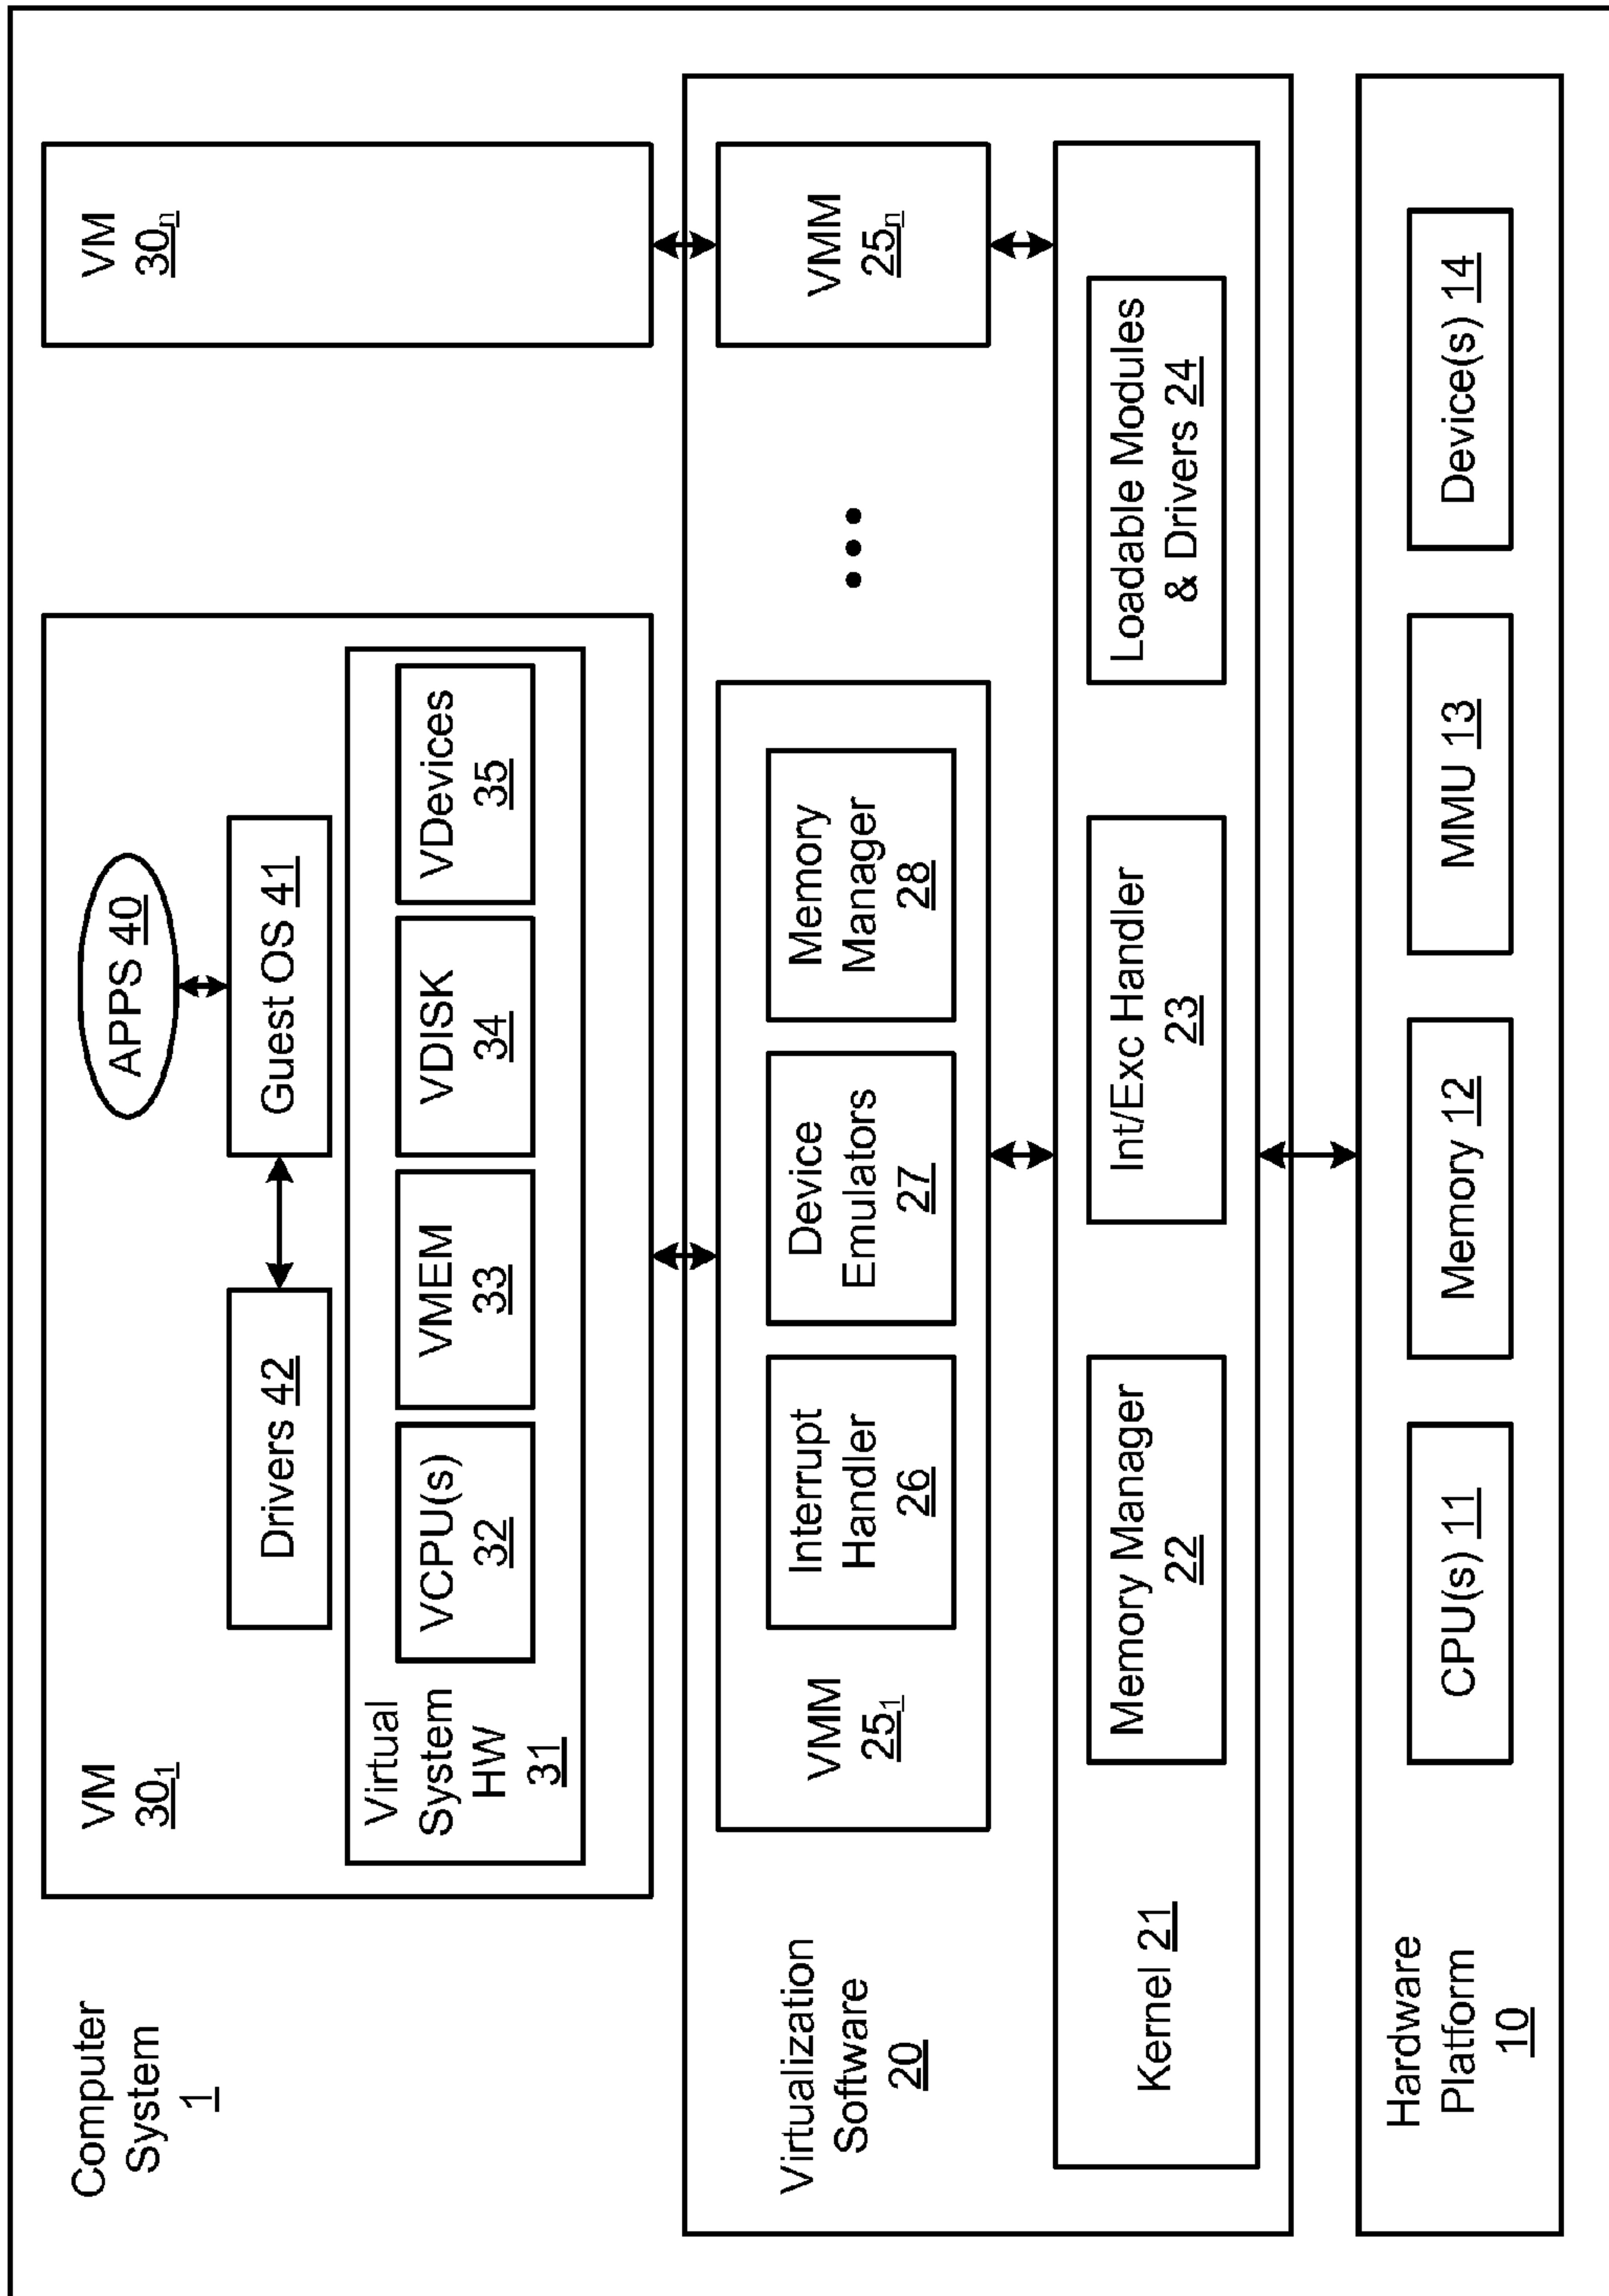 Computer
System
1
VM
30₁
APPS 40
Drivers 42
Guest OS 41
Virtual
System
HW
31
VCPU(s)
32
VMEM
33
VDISK
34
VDevices
35
VM
30ₙ
Virtualization
Software
20
VMM
25₁
Interrupt
Handler
26
Device
Emulators
27
Memory
Manager
28
VMM
25ₙ
Kernel 21
Memory Manager
22
Int/Exc Handler
23
Loadable Modules
& Drivers 24
Hardware
Platform
10
CPU(s) 11
Memory 12
MMU 13
Device(s) 14